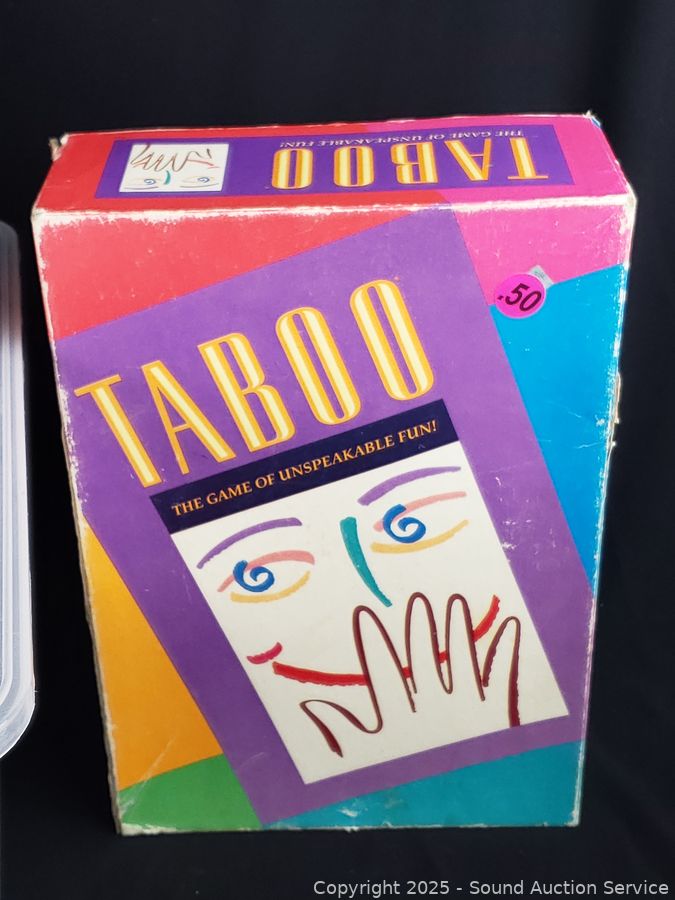 THE GAME OF UNSPEAKABLE FUN!
TABOO
.50
TABOO
THE GAME OF UNSPEAKABLE FUN!
Copyright 2025 - Sound Auction Service